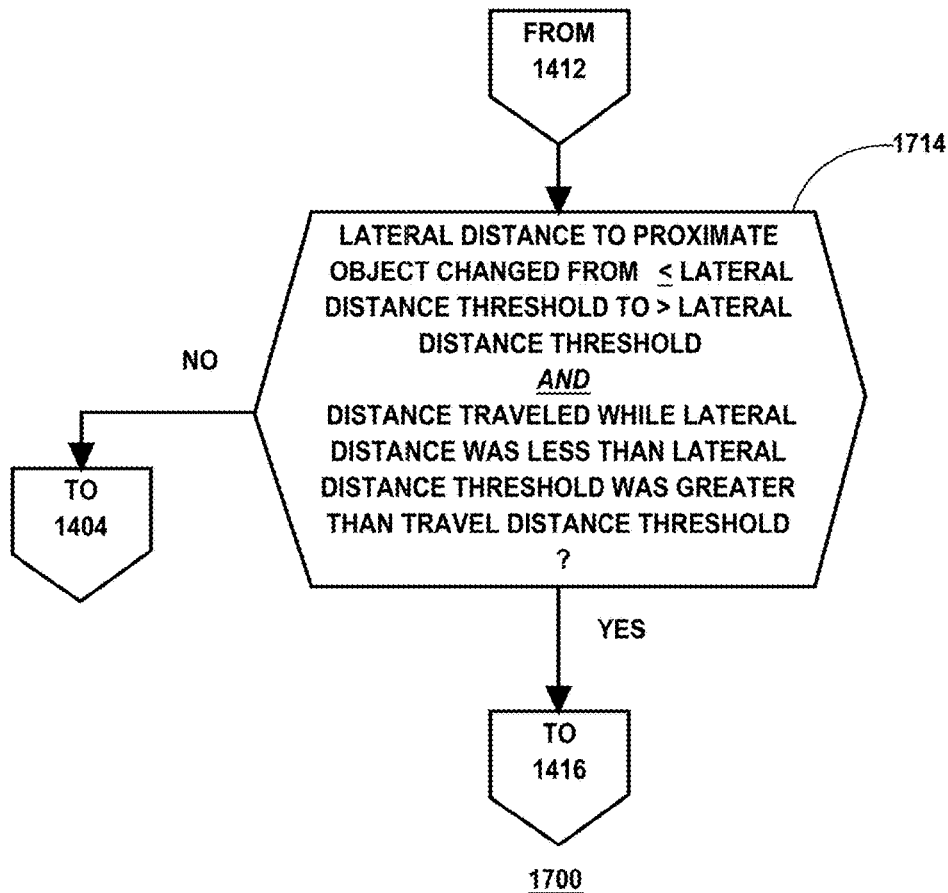 FROM
1412
1714
LATERAL DISTANCE TO PROXIMATE
OBJECT CHANGED FROM ≤ LATERAL
DISTANCE THRESHOLD TO > LATERAL
DISTANCE THRESHOLD
AND
DISTANCE TRAVELED WHILE LATERAL
DISTANCE WAS LESS THAN LATERAL
DISTANCE THRESHOLD WAS GREATER
THAN TRAVEL DISTANCE THRESHOLD
?
NO
TO
1404
YES
TO
1416
1700